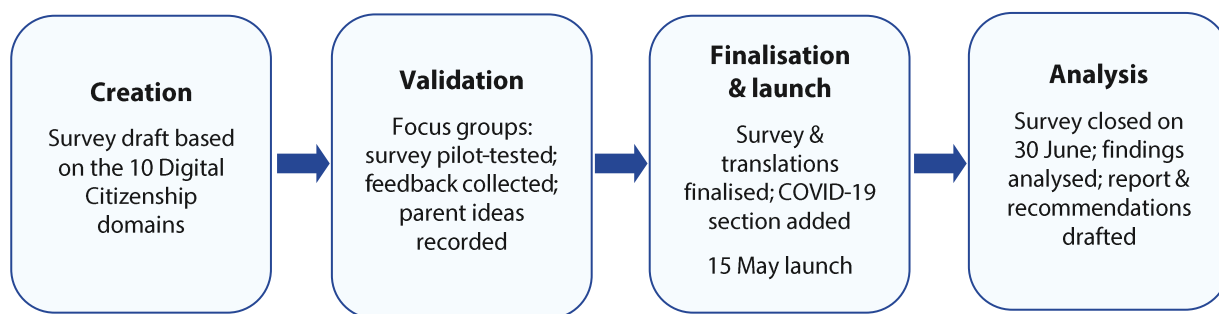 Creation
Survey draft based
on the 10 Digital
Citizenship
domains
Validation
Focus groups:
survey pilot-tested;
feedback collected;
parent ideas
recorded
Finalisation
& launch
Survey &
translations
finalised; COVID-19
section added
15 May launch
Analysis
Survey closed on
30 June; findings
analysed; report &
recommendations
drafted